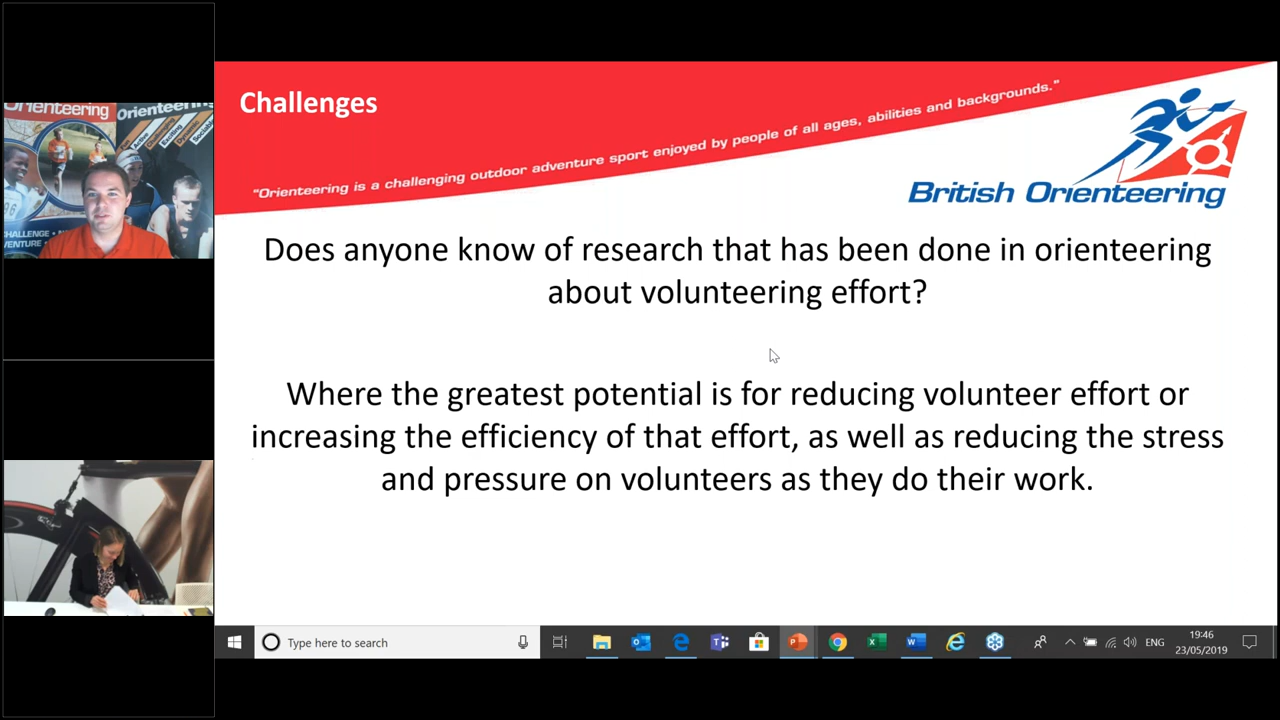 Challenges
"Orienteering is a challenging outdoor adventure sport enjoyed by people of all ages, abilities and backgrounds."
British Orienteering
Does anyone know of research that has been done in orienteering
about volunteering effort?
Where the greatest potential is for reducing volunteer effort or
increasing the efficiency of that effort, as well as reducing the stress
and pressure on volunteers as they do their work.
Orienteering
Orienteering
CHALLENGE
Type here to search
ENG
19:46
23/05/2019